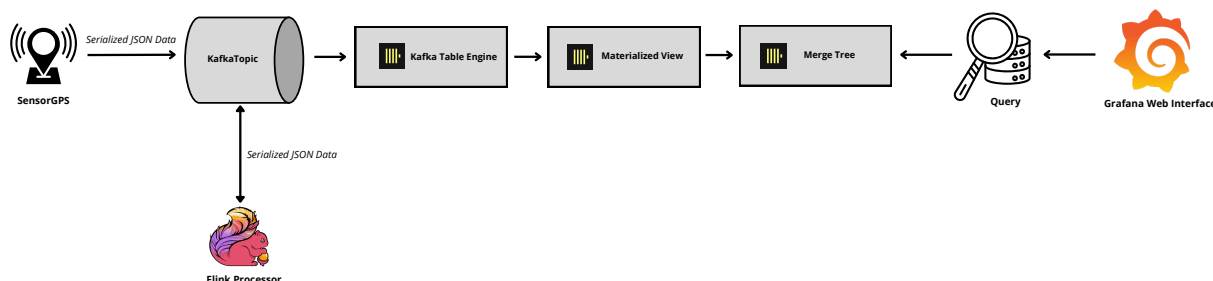 Serialized JSON Data
SensorGPS
KafkaTopic
Kafka Table Engine
Materialized View
Merge Tree
Query
Grafana Web Interface
Serialized JSON Data
Flink Processor